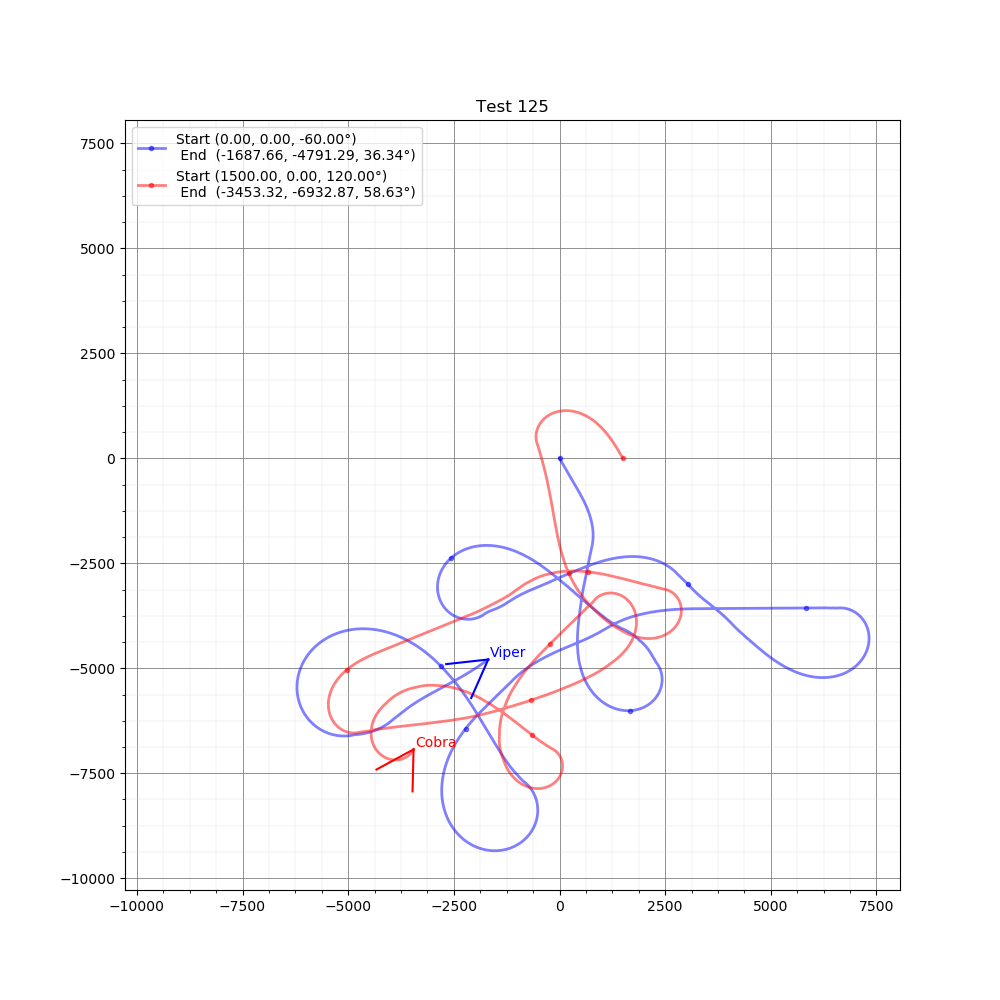 Test 125
Start (0.00, 0.00, -60.00°)
End  (-1687.66, -4791.29, 36.34°)
Start (1500.00, 0.00, 120.00°)
End  (-3453.32, -6932.87, 58.63°)
7500
5000
2500
0
−2500
−5000
−7500
−10000
Viper
Cobra
−10000
−7500
−5000
−2500
0
2500
5000
7500